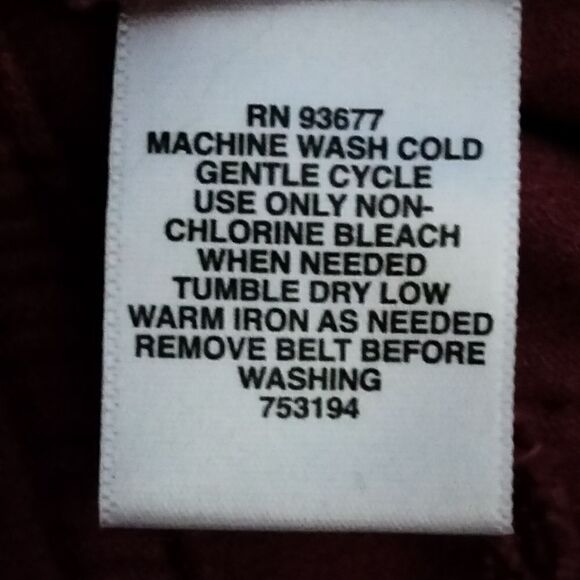 RN 93677
MACHINE WASH COLD
GENTLE CYCLE
USE ONLY NON-
CHLORINE BLEACH
WHEN NEEDED
TUMBLE DRY LOW
WARM IRON AS NEEDED
REMOVE BELT BEFORE
WASHING
753194